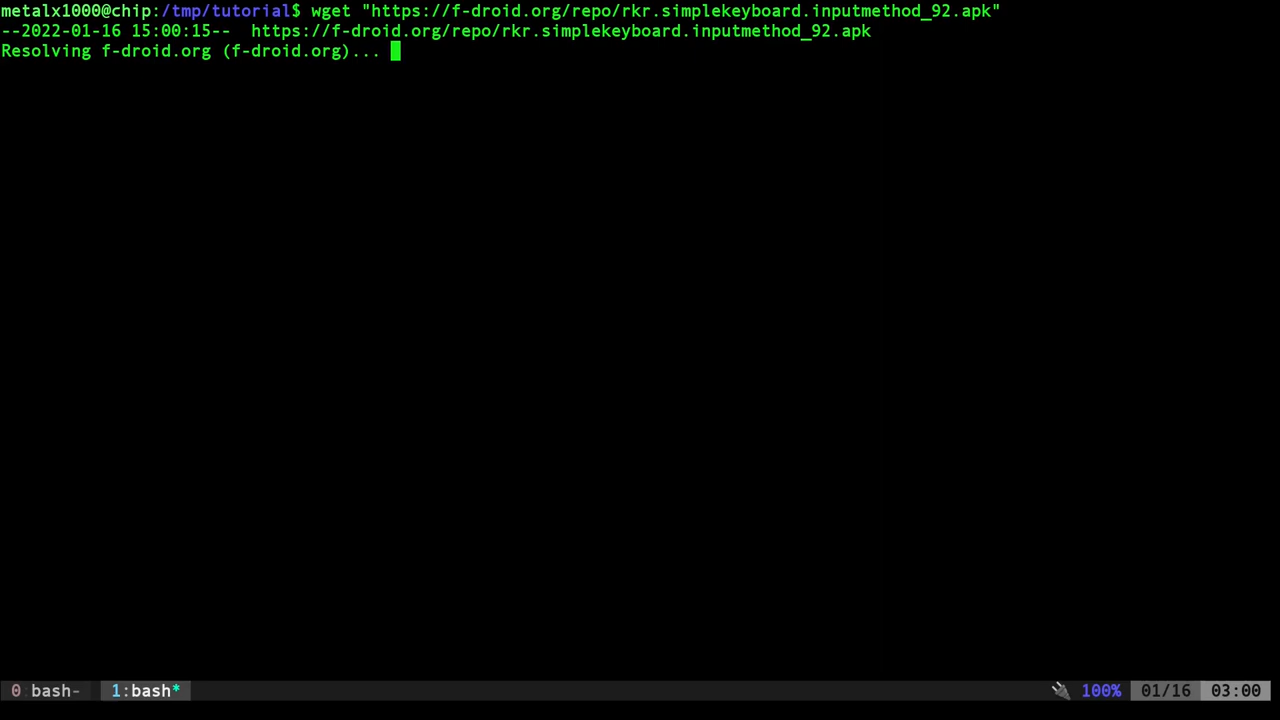 metalx1000@chip:/tmp/tutorial$ wget "https://f-droid.org/repo/rkr.simplekeyboard.inputmethod_92.apk"
--2022-01-16 15:00:15--  https://f-droid.org/repo/rkr.simplekeyboard.inputmethod_92.apk
Resolving f-droid.org (f-droid.org)...
0 bash- 1:bash* 100% 01/16 03:00